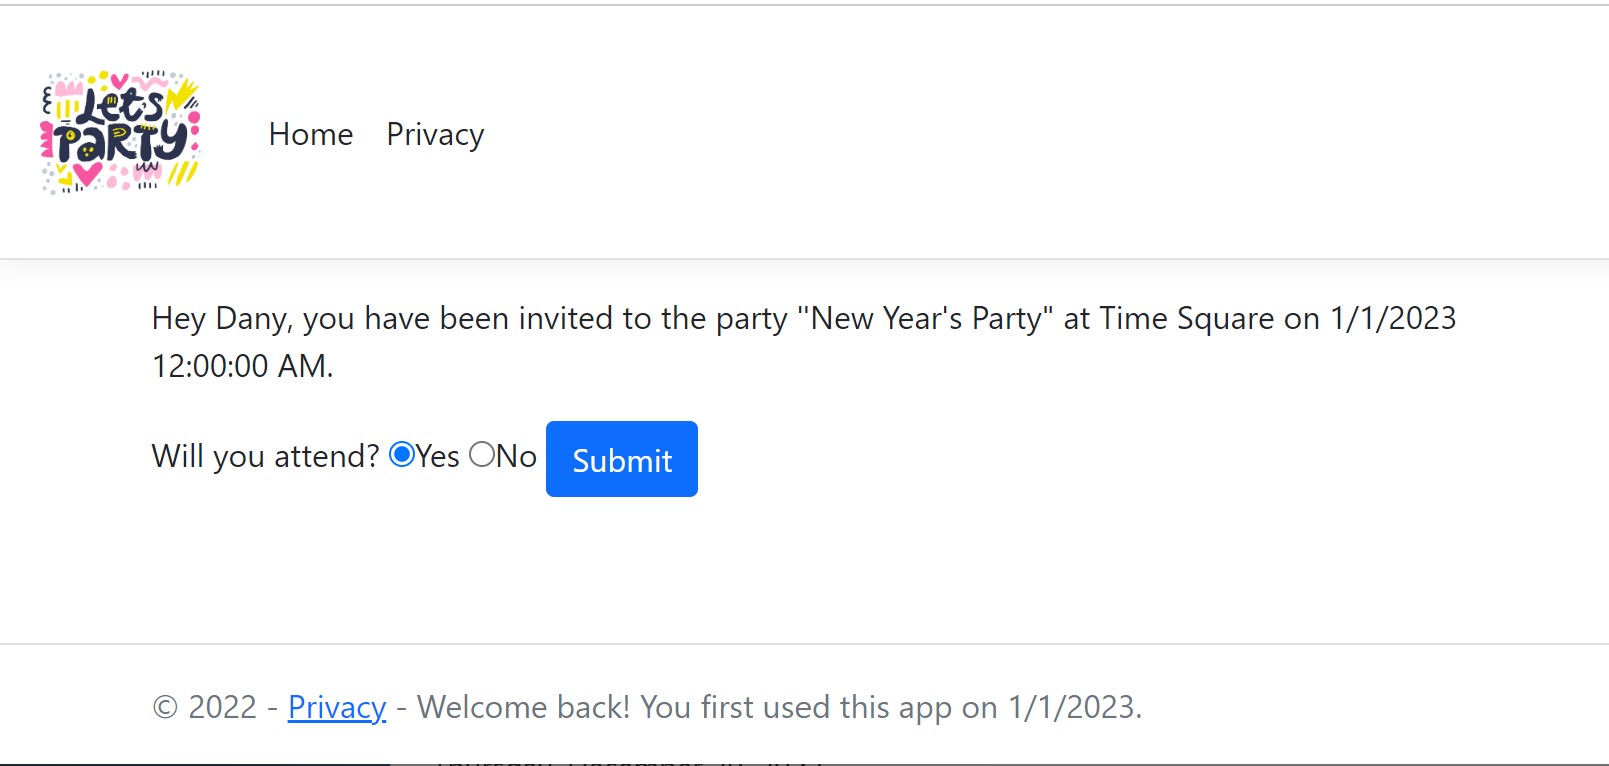 Let's
PARTY
Home Privacy
Hey Dany, you have been invited to the party "New Year's Party" at Time Square on 1/1/2023
12:00:00 AM.
Will you attend? Yes No Submit
© 2022 - Privacy - Welcome back! You first used this app on 1/1/2023.